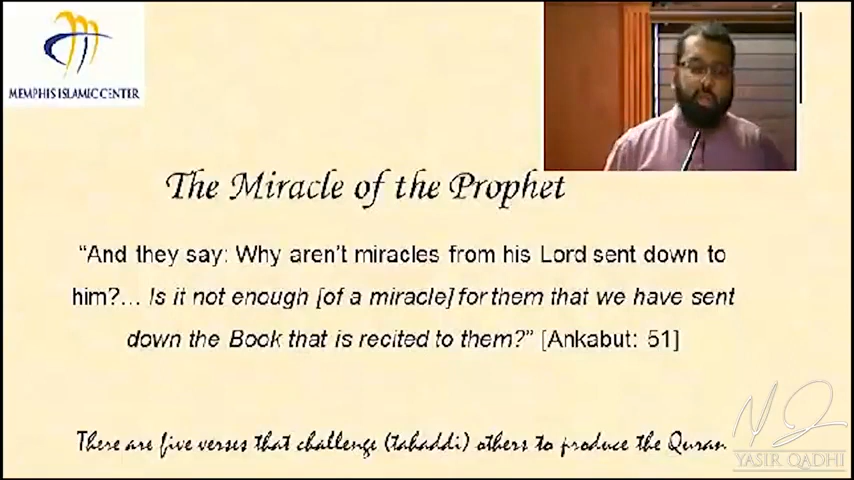 MEMPHIS ISLAMIC CENTER
The Miracle of the Prophet
“And they say: Why aren't miracles from his Lord sent down to
him?... Is it not enough [of a miracle] for them that we have sent
down the Book that is recited to them?” [Ankabut: 51]
There are five verses that challenge (tahaddi) others to produce the Quran.
YASIR QADHI